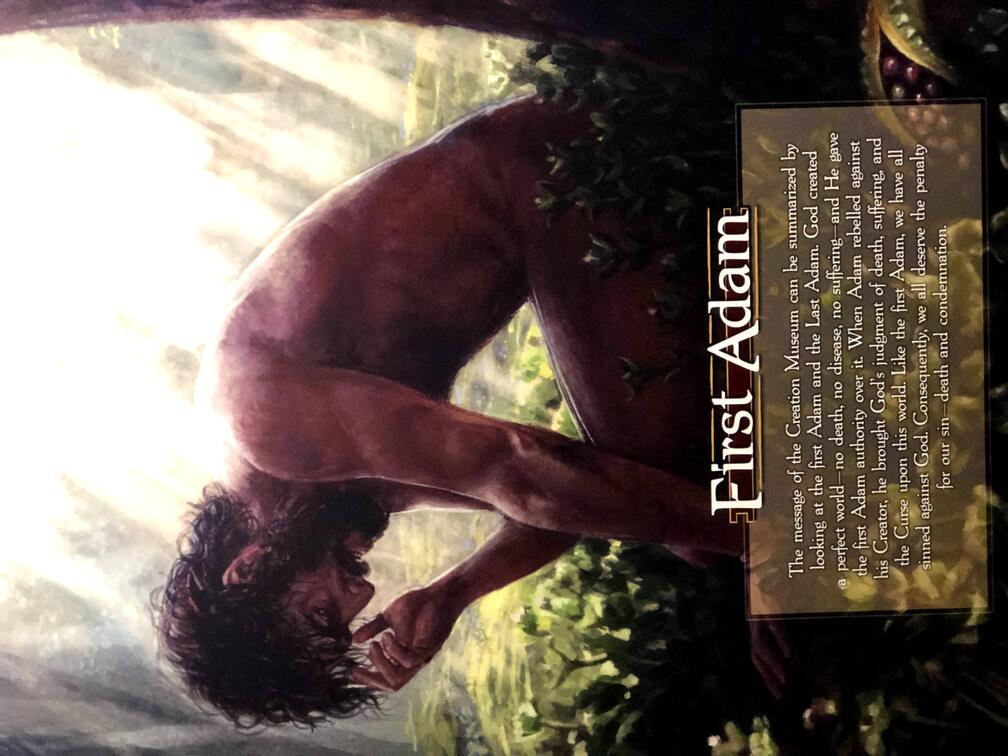 First Adam
The message of the Creation Museum can be summarized by
looking at the first Adam and the Last Adam. God created
a perfect world—no death, no disease, no suffering—and He gave
the first Adam authority over it. When Adam rebelled against
his Creator, he brought God's judgment of death, suffering, and
the Curse upon this world. Like the first Adam, we have all
sinned against God. Consequently, we all deserve the penalty
for our sin—death and condemnation.